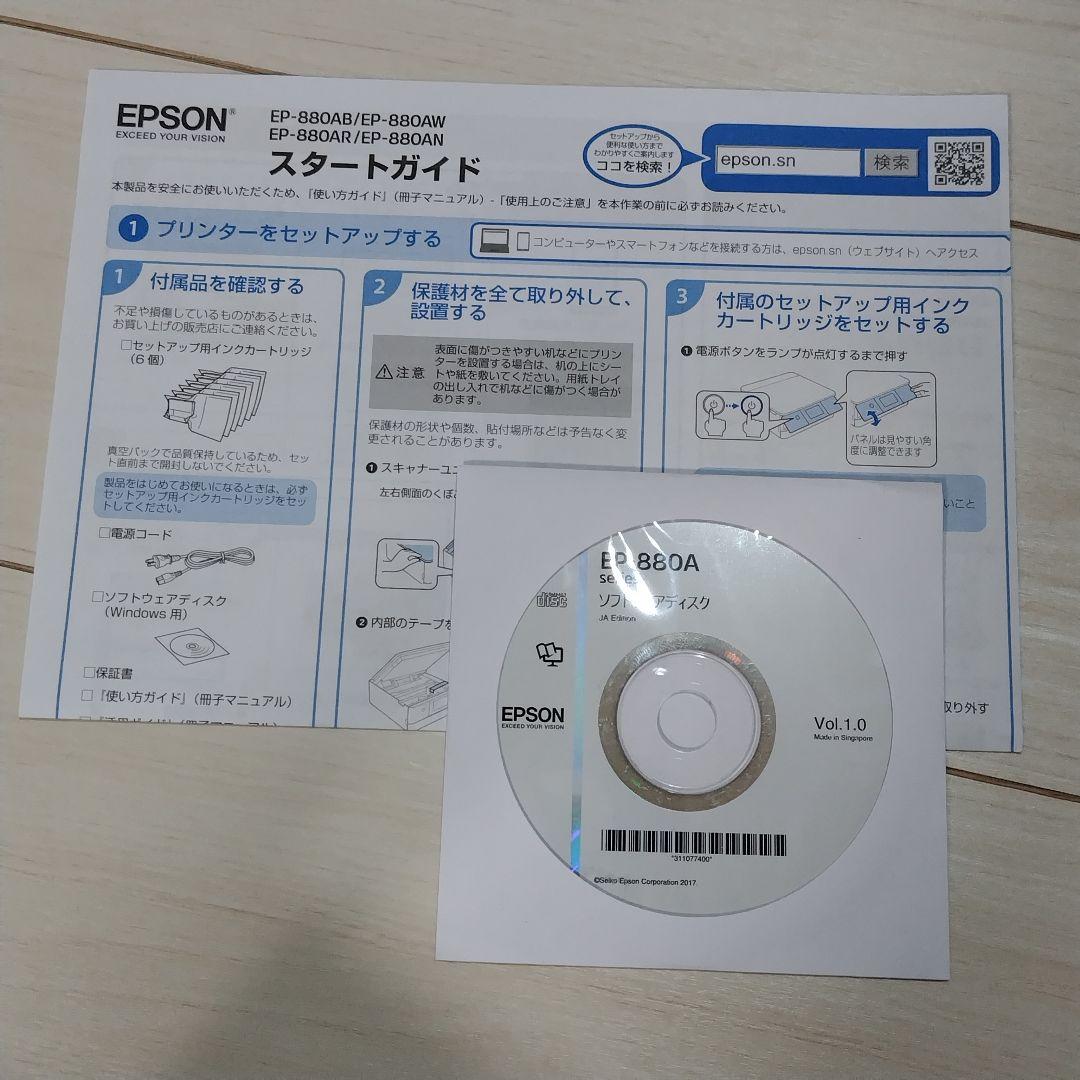 EPSON®
EXCEED YOUR VISION
EP-880AB/EP-880AW
EP-880AR/EP-880AN
スタートガイド
セットアップから
便利な使い方まで
わかりやすくご案内します
ココを検索！
epson.sn
検索
本製品を安全にお使いいただくため、『使い方ガイド』（冊子マニュアル）-「使用上のご注意」を本作業の前に必ずお読みください。
1 プリンターをセットアップする
コンピューターやスマートフォンなどを接続する方は、epson.sn（ウェブサイト）へアクセス
1 付属品を確認する
不足や損傷しているものがあるときは、
お買い上げの販売店にご連絡ください。
□セットアップ用インクカートリッジ
（6個）
真空パックで品質保持しているため、セッ
ト直前まで開封しないでください。
製品をはじめてお使いになるときは、必ず
セットアップ用インクカートリッジをセッ
トしてください。
□電源コード
□ソフトウェアディスク
（Windows 用）
□保証書
□『使い方ガイド』（冊子マニュアル）
2 保護材を全て取り外して、
設置する
注意
表面に傷がつきやすい机などにプリン
ターを設置する場合は、机の上にシー
トや紙を敷いてください。用紙トレイ
の出し入れで机などに傷がつく場合が
あります。
保護材の形状や個数、貼付場所などは予告なく変
更されることがあります。
❶ スキャナーユニ
左右側面のくぼ
❷ 内部のテープを
3 付属のセットアップ用インク
カートリッジをセットする
❶ 電源ボタンをランプが点灯するまで押す
パネルは見やすい角
度に調整できます
いこと
取り外す
EP-880A
series
ソフトウェアディスク
JA Edition
DISC
EPSON
EXCEED YOUR VISION
Vol.1.0
Made in Singapore
*311077400*
©Seiko Epson Corporation 2017.